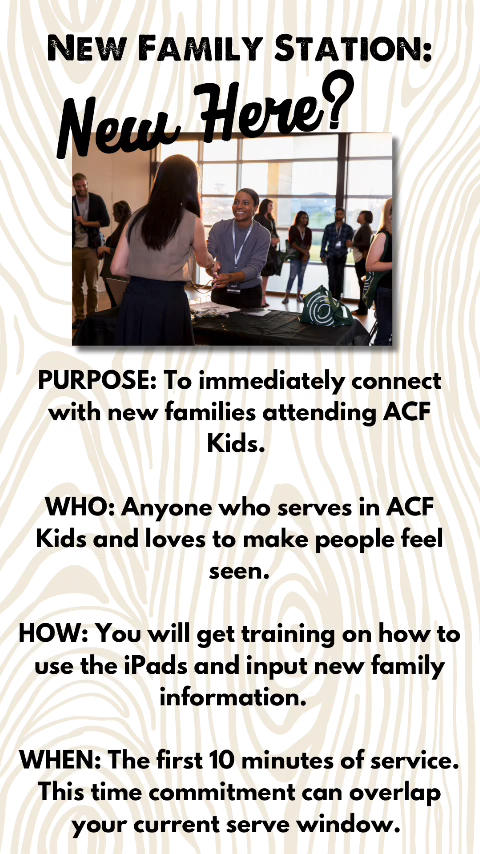 New Family Station:
New Here?
PURPOSE: To immediately connect
with new families attending ACF
Kids.
WHO: Anyone who serves in ACF
Kids and loves to make people feel
seen.
HOW: You will get training on how to
use the iPads and input new family
information.
WHEN: The first 10 minutes of service.
This time commitment can overlap
your current serve window.